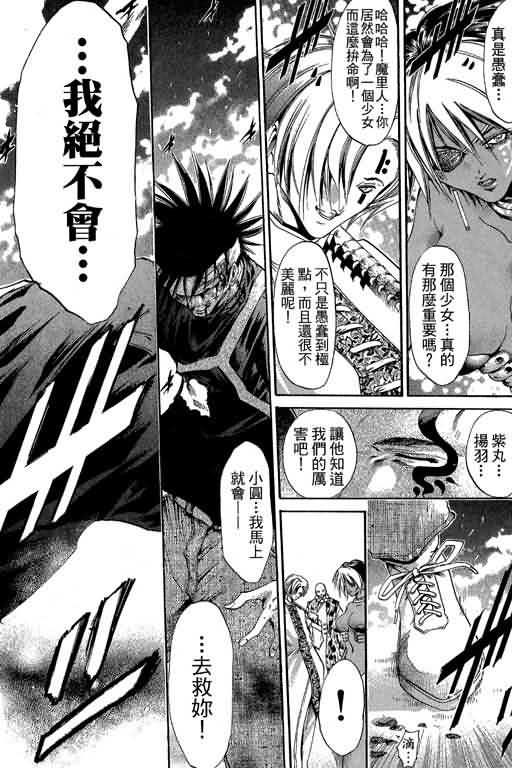 真是愚蠢…
哈哈哈！魔里人…你
居然會為了一個少女
而這麼拚命啊！
那個少女…真的
有那麼重要嗎？
不只是愚蠢到極
點，而且還很不
美麗呢！
紫丸…
揚羽…
讓他知道
我們的厲
害吧！
滴…
！
小圓…我馬上
就會——
…去救妳！
…我絕不會…